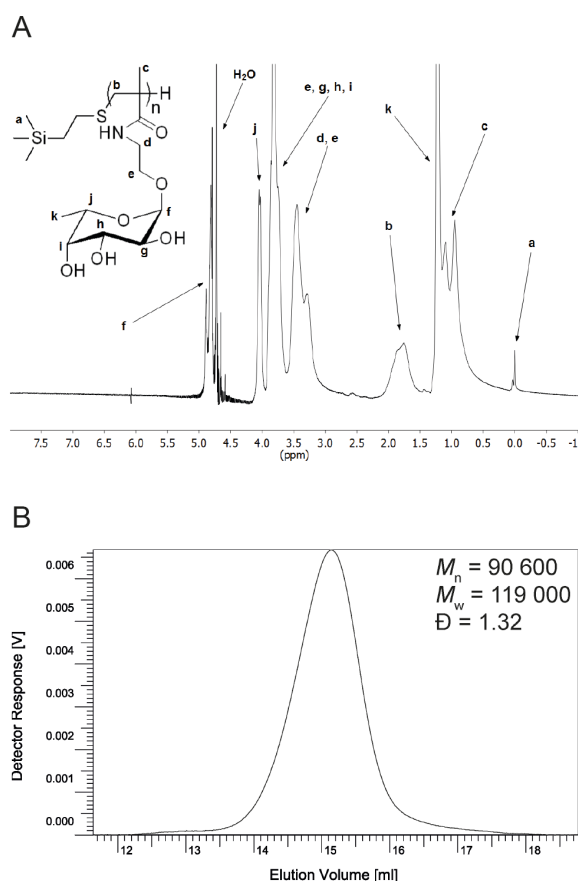 A
c
b
H
n
S
a
Si
HN
O
d
e
O
j
k
O
f
h
i
OH
g
OH
OH
H₂O
e, g, h, i
j
d, e
k
c
b
a
f
7.5 7.0 6.5 6.0 5.5 5.0 4.5 4.0 3.5 3.0 2.5 2.0 1.5 1.0 0.5 0.0 -0.5 -1
(ppm)
B
Mn = 90 600
Mw = 119 000
Đ = 1.32
0.006
0.006
0.004
0.003
0.002
0.001
0.000
Detector Response [V]
12 13 14 15 16 17 18
Elution Volume [ml]